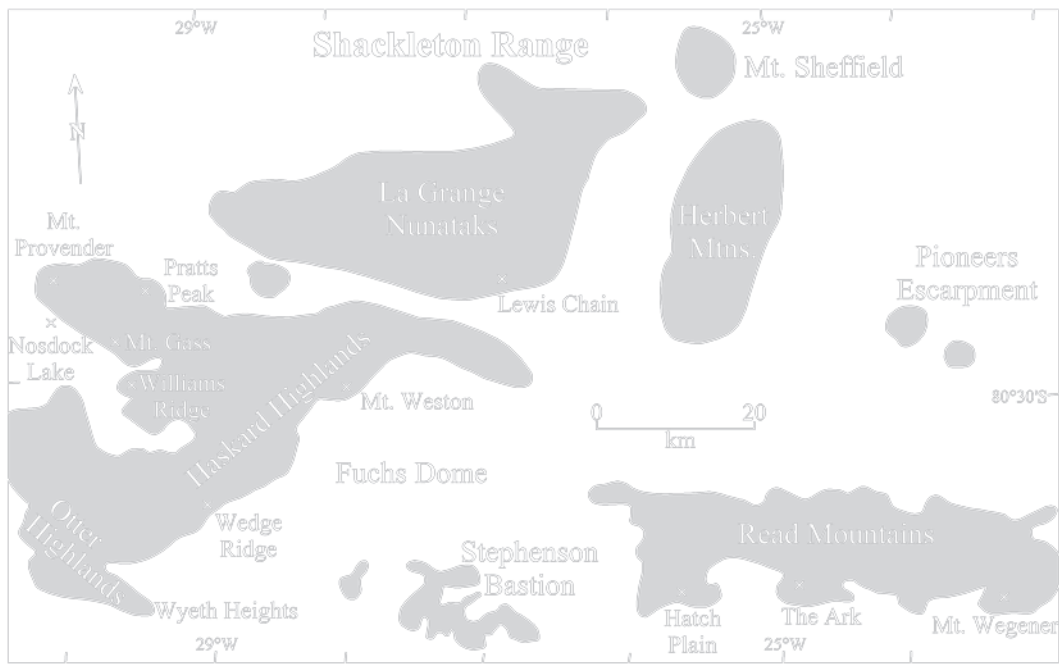 29°W
25°W
Shackleton Range
Mt. Sheffield
N
La Grange
Nunataks
Herbert
Mtns.
Mt.
Provender
Pratts
Peak
Pioneers
Escarpment
Lewis Chain
Nosdock
Lake
Mt. Gass
Williams
Ridge
Haskard Highlands
Mt. Weston
80°30'S
0
20
km
Fuchs Dome
Otter
Highlands
Wedge
Ridge
Read Mountains
Stephenson
Bastion
Wyeth Heights
Hatch
Plain
The Ark
Mt. Wegener
29°W
25°W